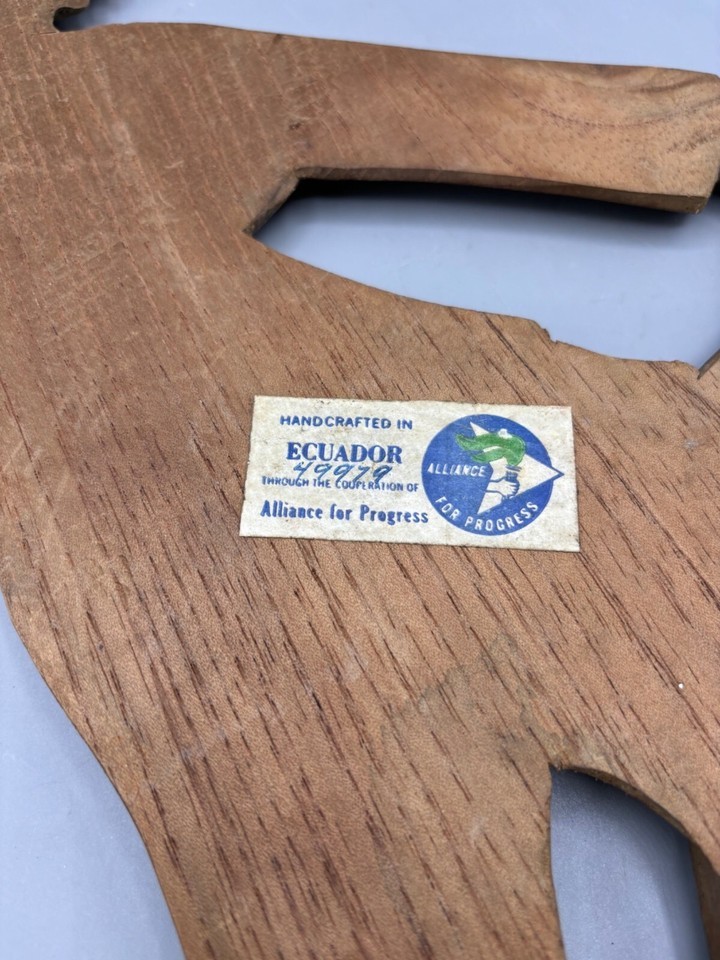 HANDCRAFTED IN
ECUADOR
49979
THROUGH THE COOPERATION OF
Alliance for Progress
ALLIANCE
FOR PROGRESS